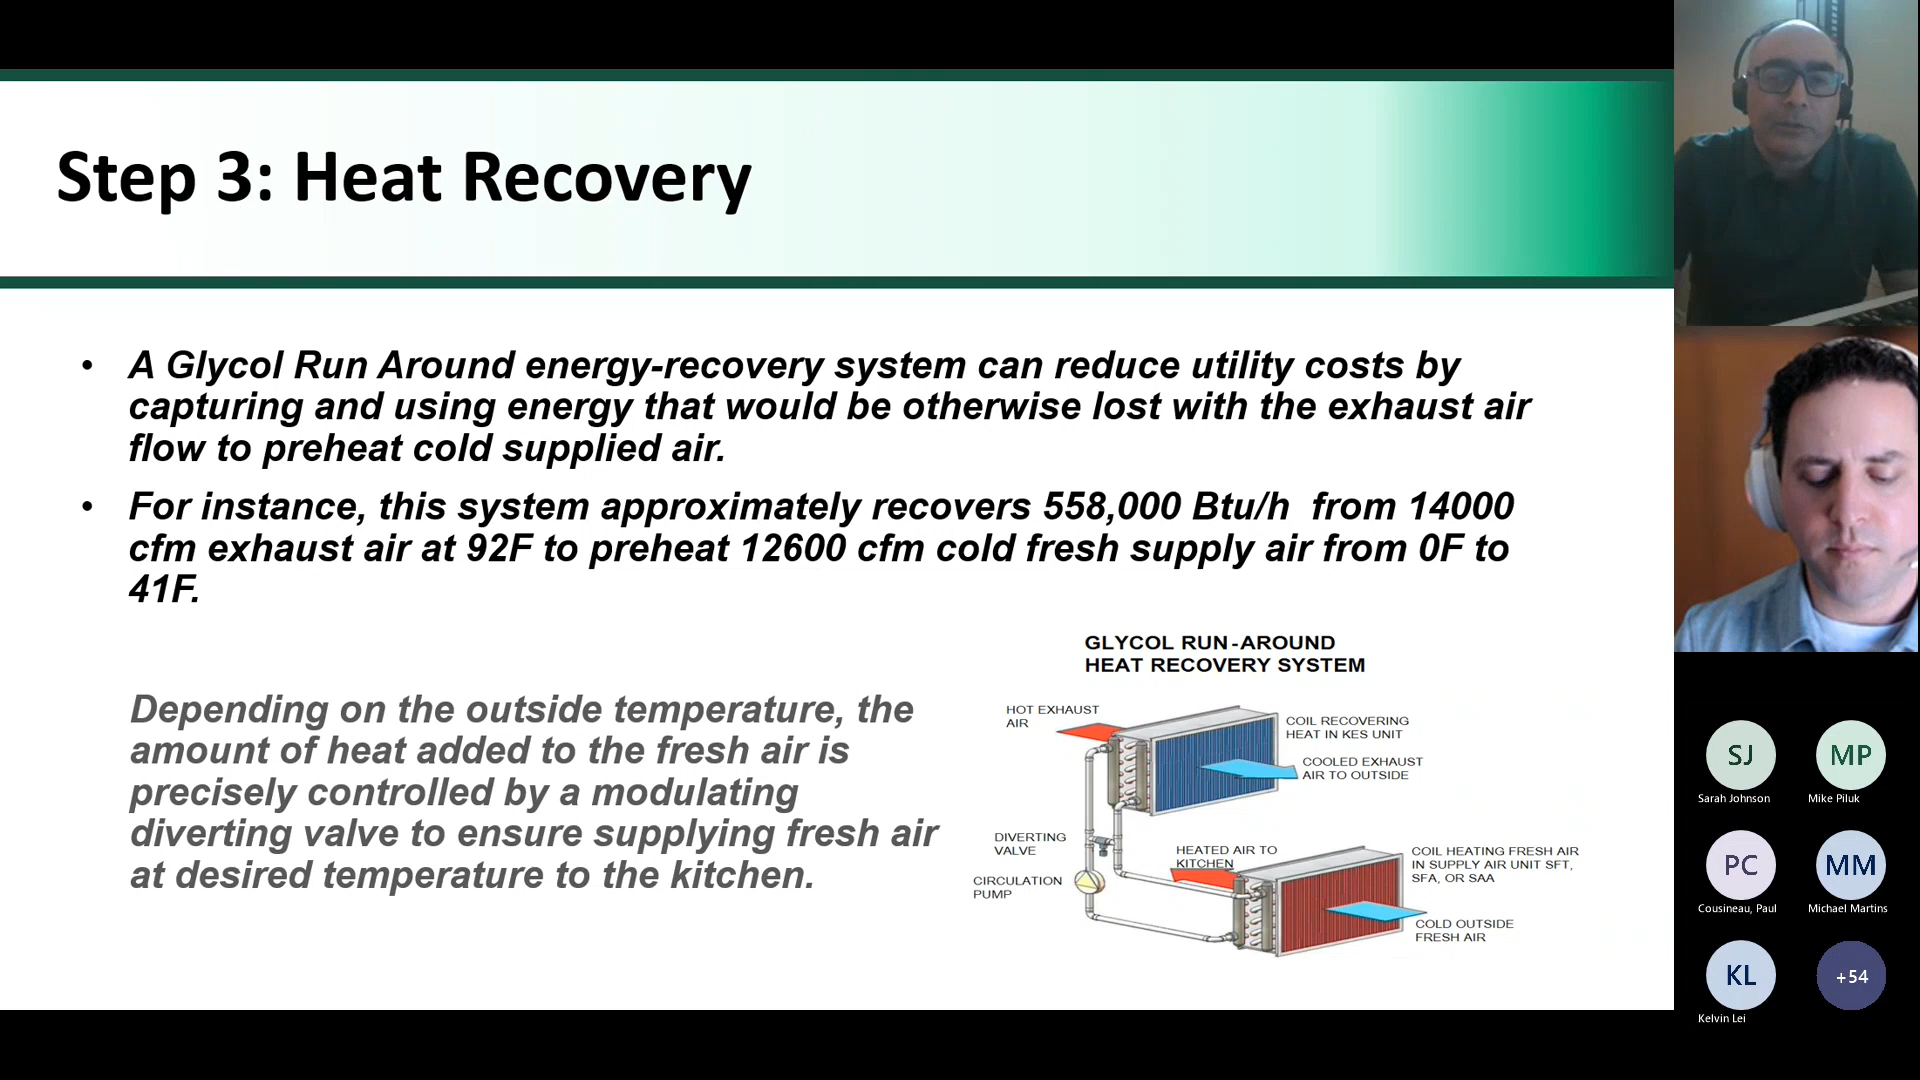 Step 3: Heat Recovery
• A Glycol Run Around energy-recovery system can reduce utility costs by
capturing and using energy that would be otherwise lost with the exhaust air
flow to preheat cold supplied air.
• For instance, this system approximately recovers 558,000 Btu/h from 14000
cfm exhaust air at 92F to preheat 12600 cfm cold fresh supply air from 0F to
41F.
Depending on the outside temperature, the
amount of heat added to the fresh air is
precisely controlled by a modulating
diverting valve to ensure supplying fresh air
at desired temperature to the kitchen.
GLYCOL RUN-AROUND
HEAT RECOVERY SYSTEM
HOT EXHAUST
AIR
COIL RECOVERING
HEAT IN KES UNIT
COOLED EXHAUST
AIR TO OUTSIDE
DIVERTING
VALVE
HEATED AIR TO
KITCHEN
COIL HEATING FRESH AIR
IN SUPPLY AIR UNIT SFT,
SFA, OR SAA
CIRCULATION
PUMP
COLD OUTSIDE
FRESH AIR
SJ
Sarah Johnson
MP
Mike Piluk
PC
Cousineau, Paul
MM
Michael Martins
KL
Kelvin Lei
+54